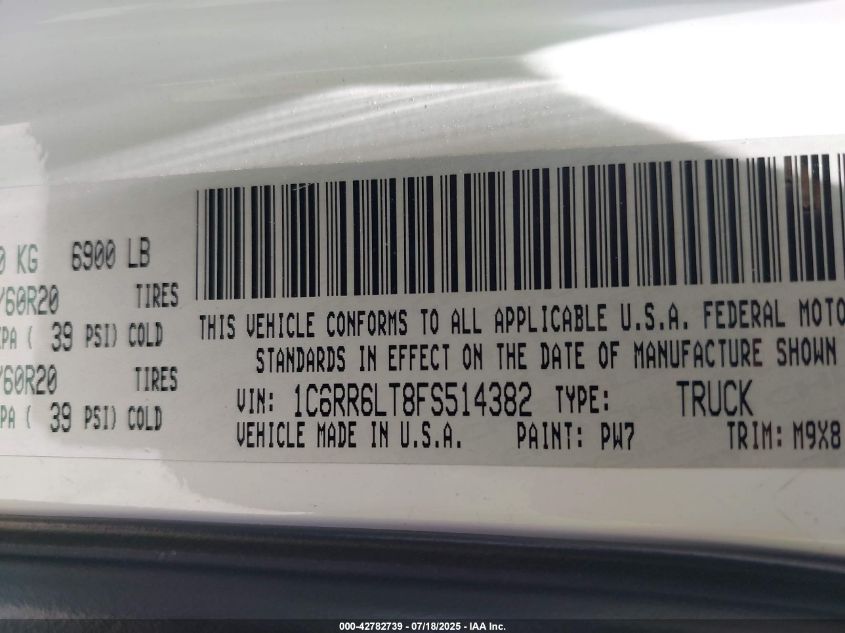 0 KG 6900 LB
/60R20 TIRES
KPA ( 39 PSI) COLD
/60R20 TIRES
PA ( 39 PSI) COLD
THIS VEHICLE CONFORMS TO ALL APPLICABLE U.S.A. FEDERAL MOTO
STANDARDS IN EFFECT ON THE DATE OF MANUFACTURE SHOWN
VIN: 1C6RR6LT8FS514382 TYPE: TRUCK
VEHICLE MADE IN U.S.A. PAINT: PW7 TRIM: M9X8
000-42782739 - 07/18/2025 - IAA Inc.